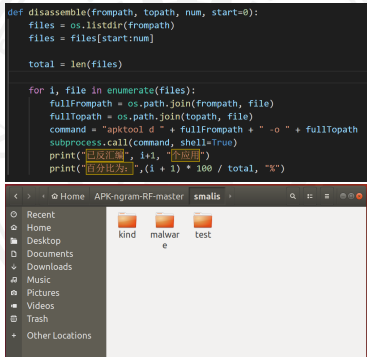 def disassemble(frompath, topath, num, start=0):
files = os.listdir(frompath)
files = files[start:num]
total = len(files)
for i, file in enumerate(files):
fullFrompath = os.path.join(frompath, file)
fullTopath = os.path.join(topath, file)
command = "apktool d " + fullFrompath + " -o " + fullTopath
subprocess.call(command, shell=True)
print("已反汇编", i+1, "个应用")
print("百分比为：",(i + 1) * 100 / total, "%")
Home APK-ngram-RF-master smalis
Recent
Home
Desktop
Documents
Downloads
Music
Pictures
Videos
Trash
Other Locations
kind malwar test
e